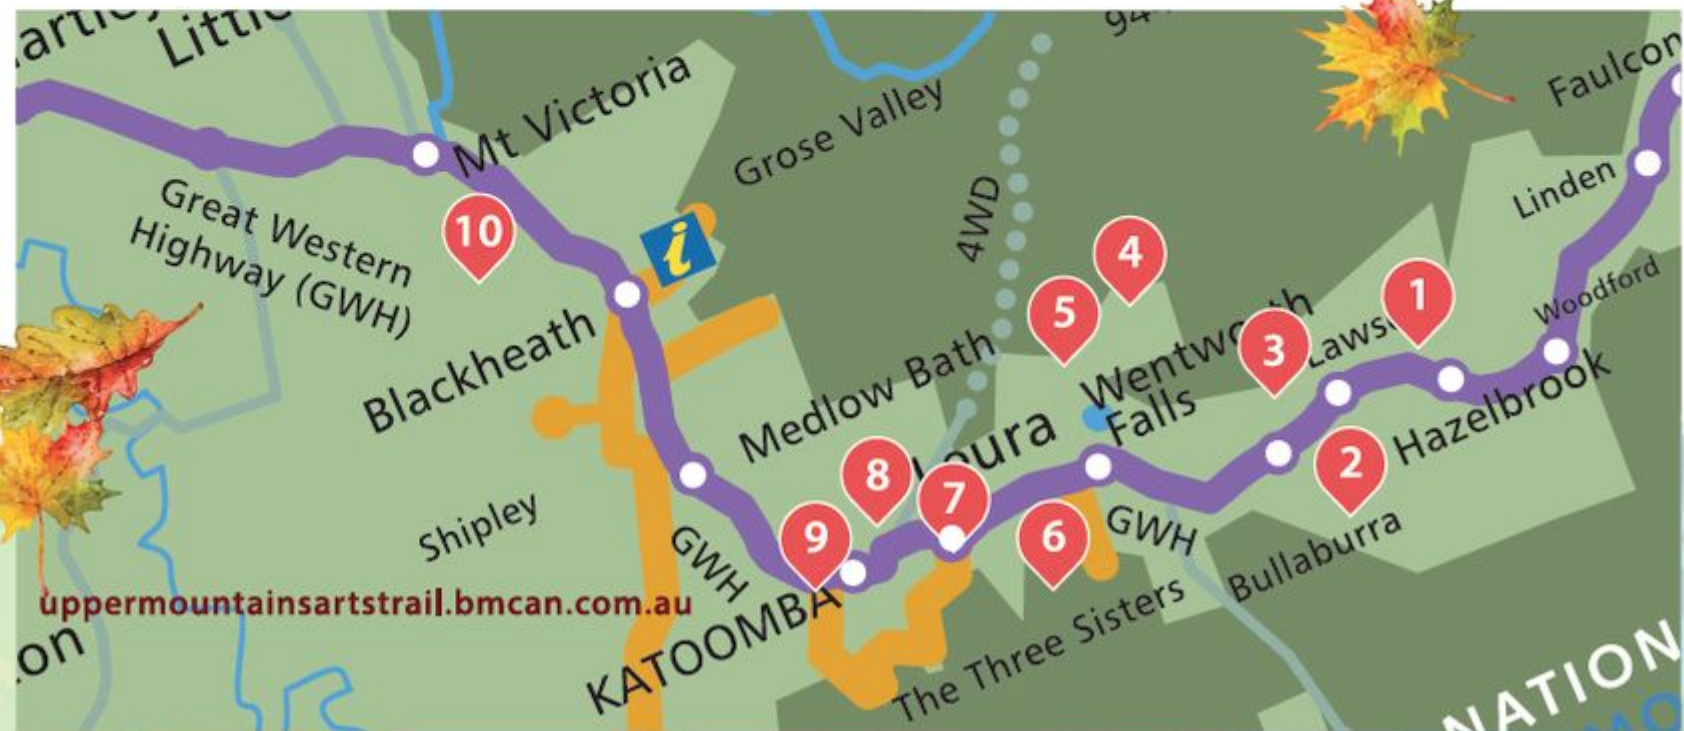 Mt Victoria
Grose Valley
Linden
Great Western
Highway (GWH)
10
i
4WD
4
5
1
Woodford
Blackheath
Medlow Bath
Wentworth
Falls
3
Hazelbrook
2
8
7
9
6
Shipley
GWH
GWH
Bullaburra
uppermountainsartstrail.bmcan.com.au
KATOOMBA
The Three Sisters
NATION